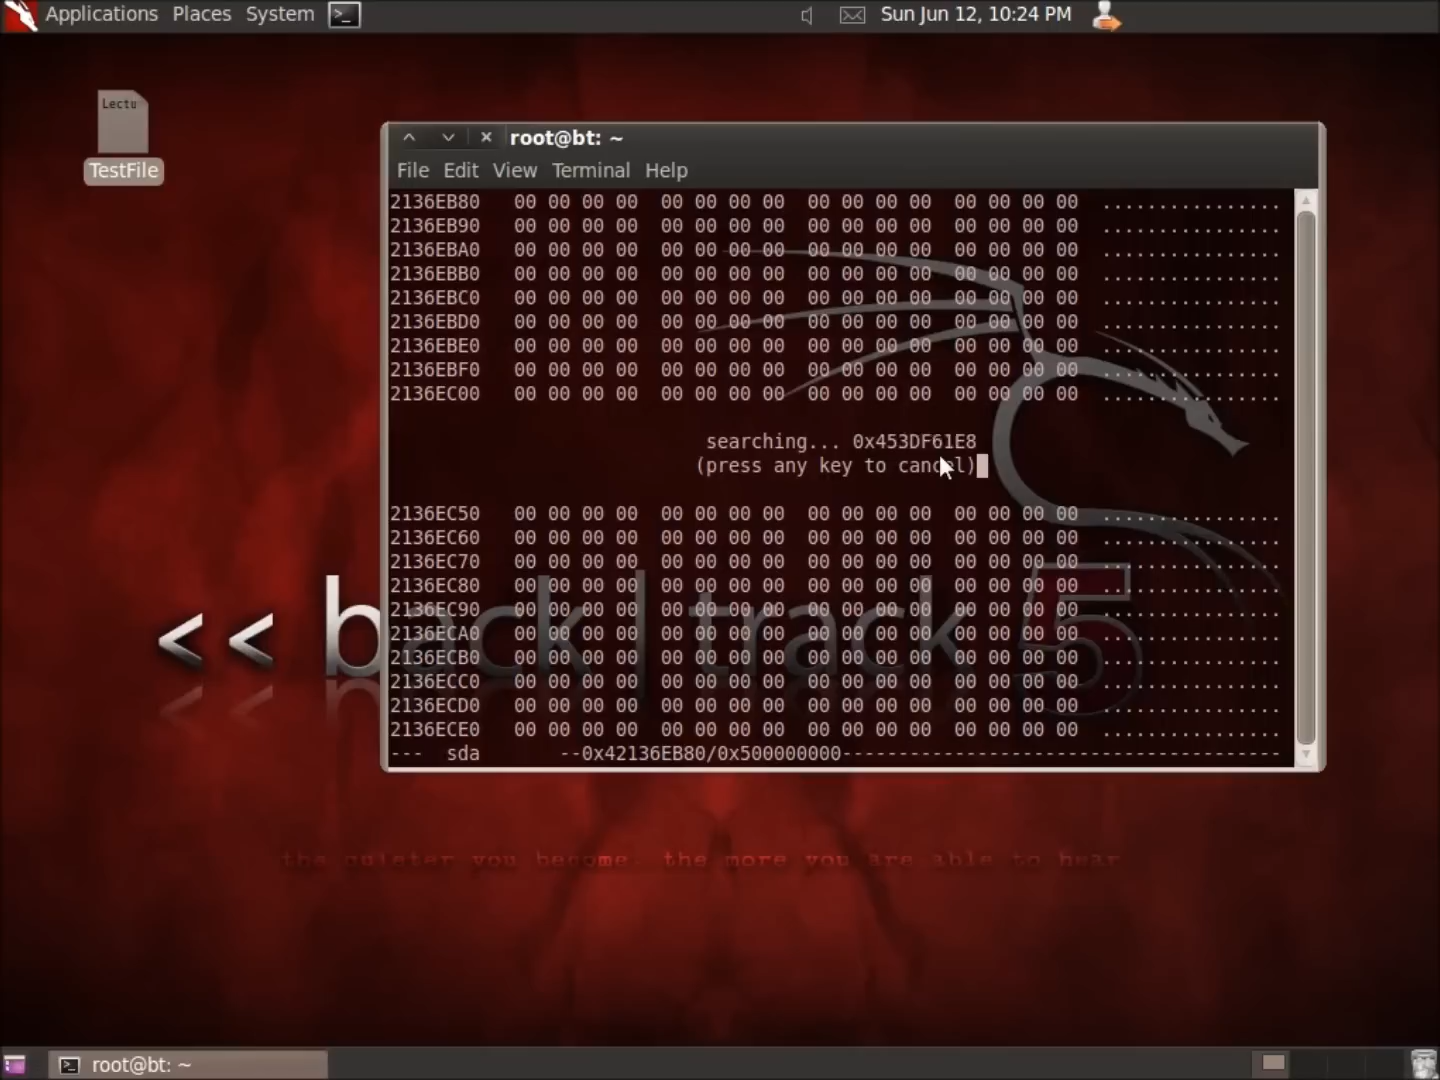 Applications Places System
Sun Jun 12, 10:24 PM
Lectu
TestFile
root@bt: ~
File Edit View Terminal Help
2136EB80 00 00 00 00 00 00 00 00 00 00 00 00 00 00 00 00 ................
2136EB90 00 00 00 00 00 00 00 00 00 00 00 00 00 00 00 00 ................
2136EBA0 00 00 00 00 00 00 00 00 00 00 00 00 00 00 00 00 ................
2136EBB0 00 00 00 00 00 00 00 00 00 00 00 00 00 00 00 00 ................
2136EBC0 00 00 00 00 00 00 00 00 00 00 00 00 00 00 00 00 ................
2136EBD0 00 00 00 00 00 00 00 00 00 00 00 00 00 00 00 00 ................
2136EBE0 00 00 00 00 00 00 00 00 00 00 00 00 00 00 00 00 ................
2136EBF0 00 00 00 00 00 00 00 00 00 00 00 00 00 00 00 00 ................
2136EC00 00 00 00 00 00 00 00 00 00 00 00 00 00 00 00 00 ................
searching... 0x453DF61E8
(press any key to cancel)
2136EC50 00 00 00 00 00 00 00 00 00 00 00 00 00 00 00 00 ................
2136EC60 00 00 00 00 00 00 00 00 00 00 00 00 00 00 00 00 ................
2136EC70 00 00 00 00 00 00 00 00 00 00 00 00 00 00 00 00 ................
2136EC80 00 00 00 00 00 00 00 00 00 00 00 00 00 00 00 00 ................
2136EC90 00 00 00 00 00 00 00 00 00 00 00 00 00 00 00 00 ................
2136ECA0 00 00 00 00 00 00 00 00 00 00 00 00 00 00 00 00 ................
2136ECB0 00 00 00 00 00 00 00 00 00 00 00 00 00 00 00 00 ................
2136ECC0 00 00 00 00 00 00 00 00 00 00 00 00 00 00 00 00 ................
2136ECD0 00 00 00 00 00 00 00 00 00 00 00 00 00 00 00 00 ................
2136ECE0 00 00 00 00 00 00 00 00 00 00 00 00 00 00 00 00 ................
--- sda --0x42136EB80/0x500000000---------------------------------------
<< back | track 5
the quieter you become, the more you are able to hear
root@bt: ~